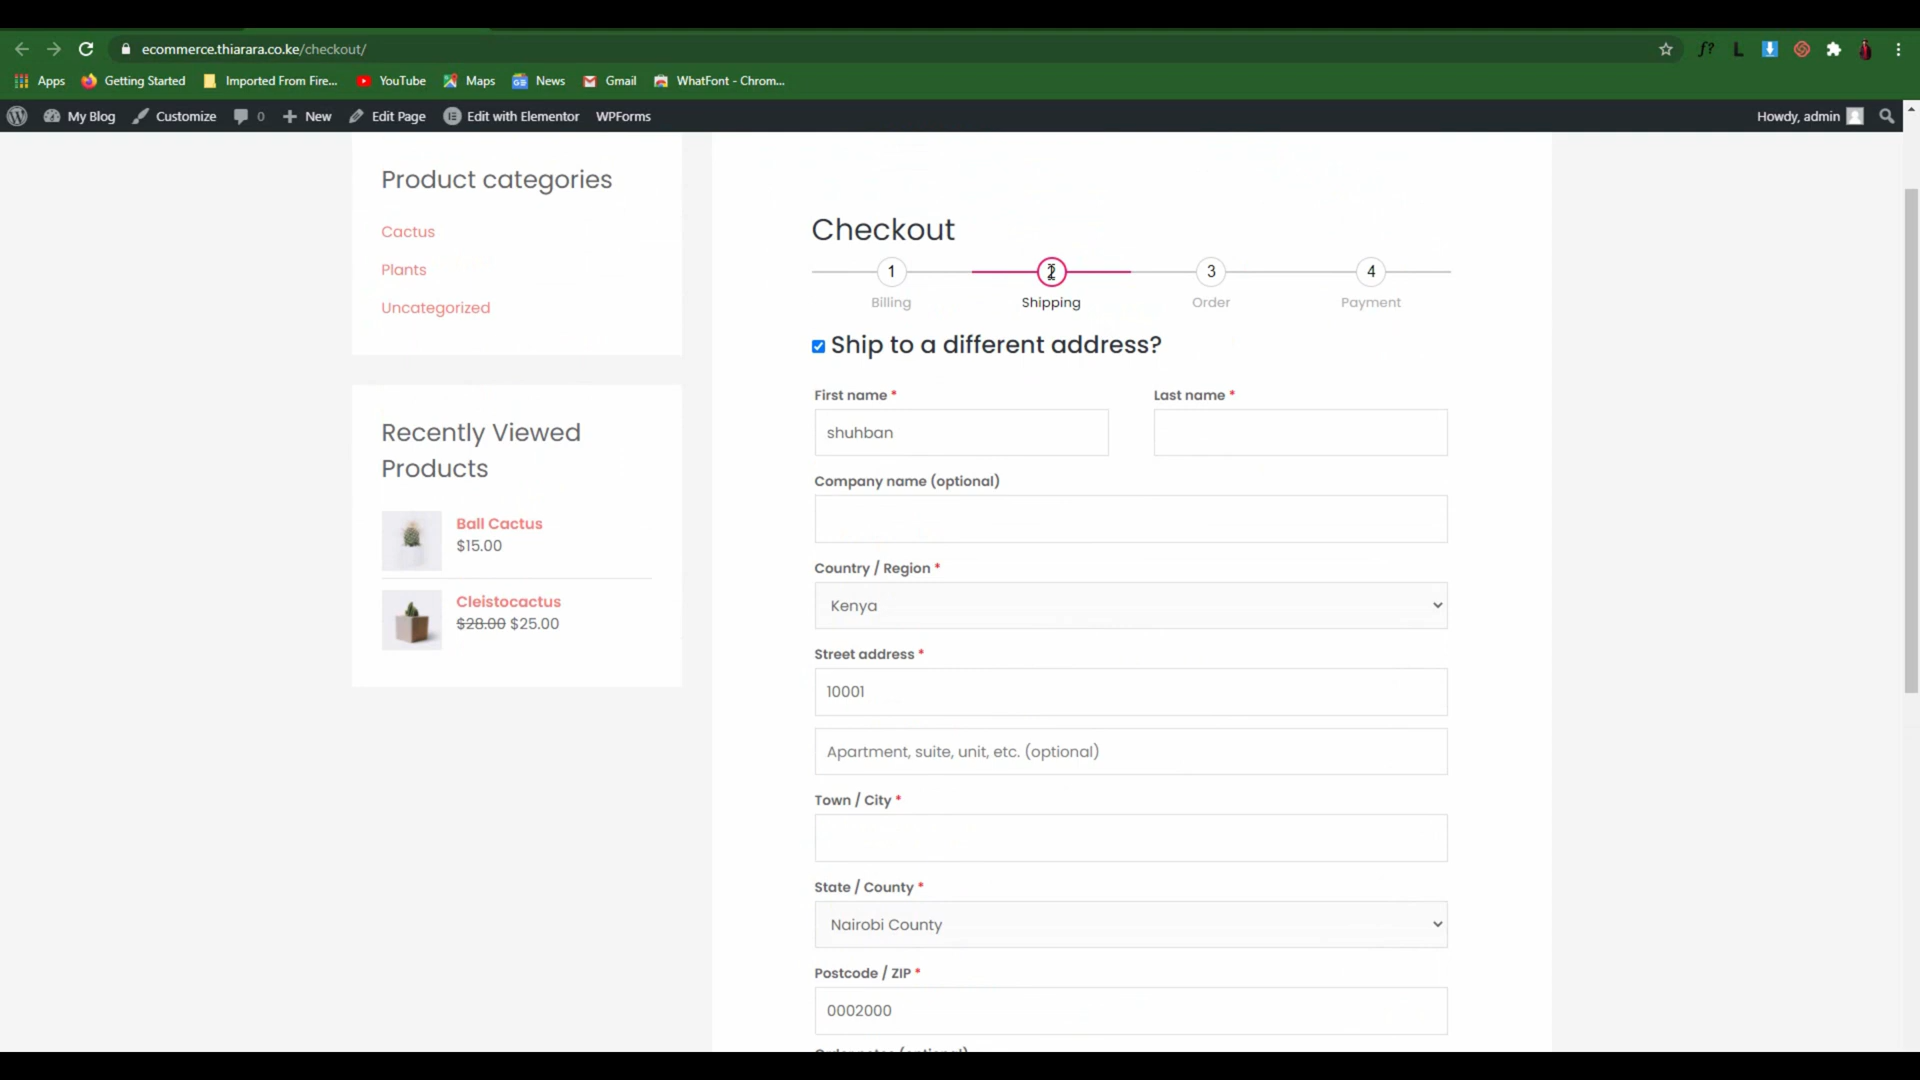 ecommerce.thiarara.co.ke/checkout/
f?
L
Apps
Getting Started
Imported From Fire...
YouTube
Maps
News
Gmail
WhatFont - Chrom...
My Blog
Customize
0
New
Edit Page
Edit with Elementor
WPForms
Howdy, admin
Product categories
Cactus
Plants
Uncategorized
Recently Viewed
Products
Ball Cactus
$15.00
Cleistocactus
$28.00 $25.00
Checkout
1
2
3
4
Billing
Shipping
Order
Payment
Ship to a different address?
First name *
Last name *
shuhban
Company name (optional)
Country / Region *
Kenya
Street address *
10001
Apartment, suite, unit, etc. (optional)
Town / City *
State / County *
Nairobi County
Postcode / ZIP *
0002000